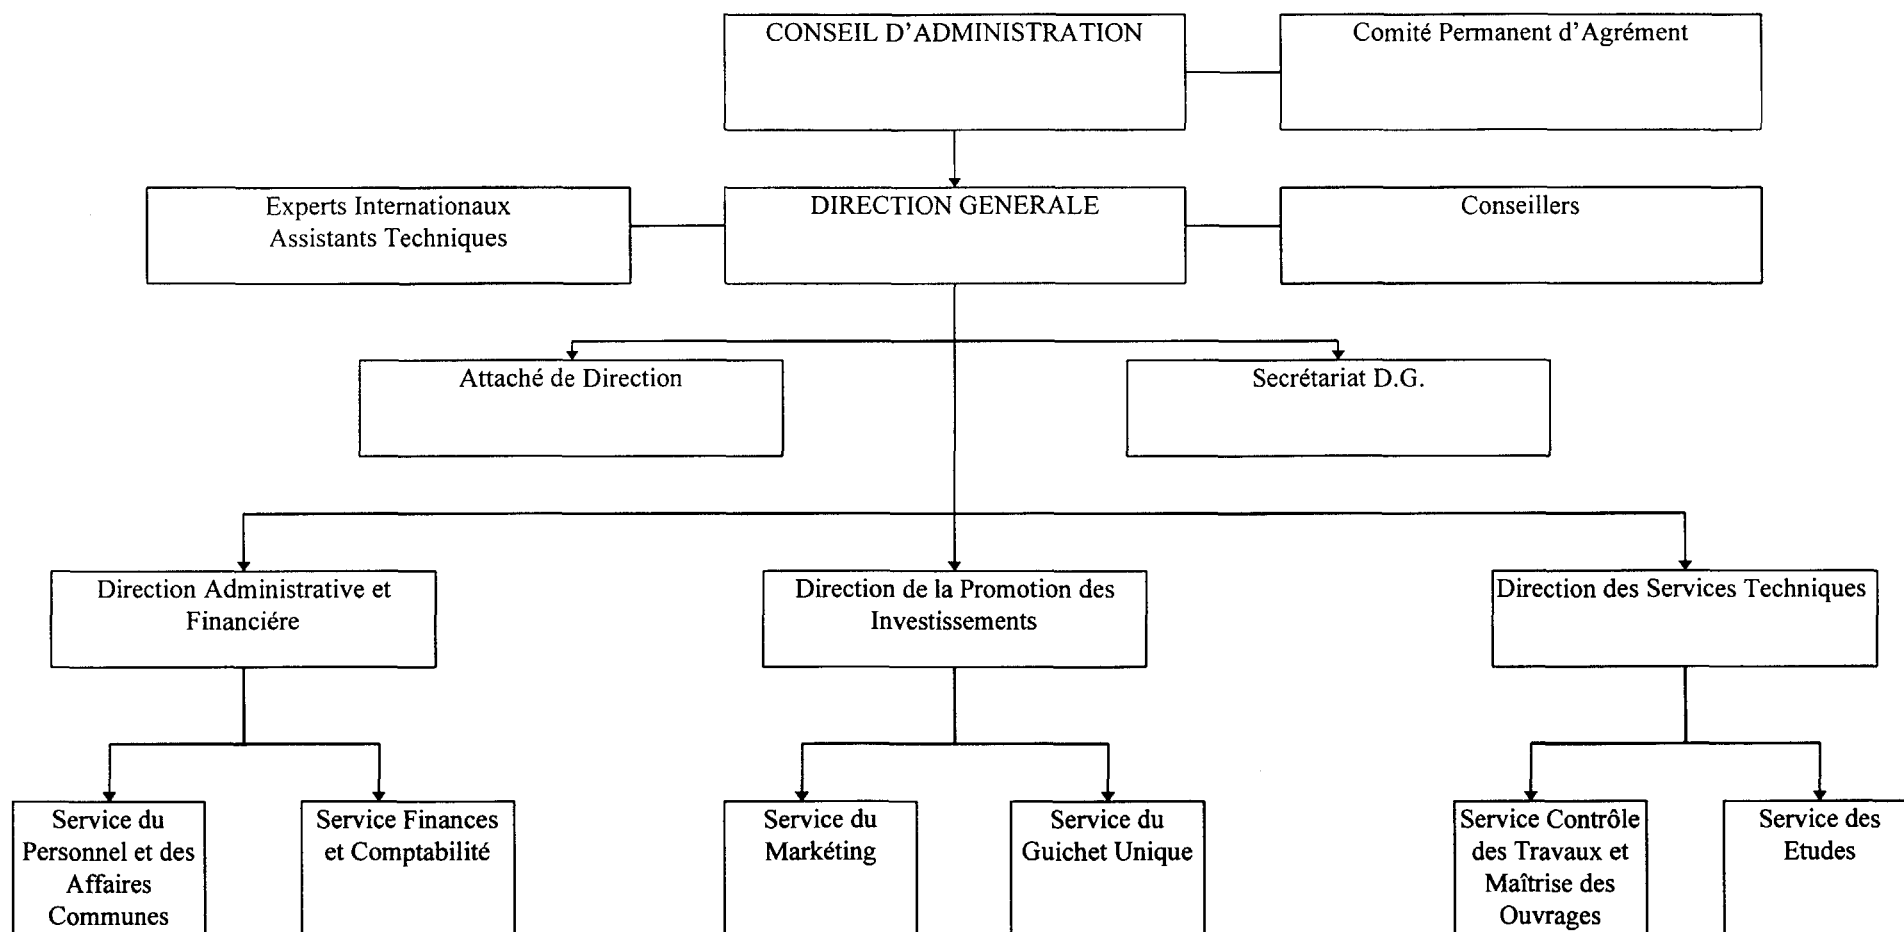 CONSEIL D'ADMINISTRATION
Comité Permanent d'Agrément
Experts Internationaux
Assistants Techniques
DIRECTION GENERALE
Conseillers
Attaché de Direction
Secrétariat D.G.
Direction Administrative et
Financiére
Direction de la Promotion des
Investissements
Direction des Services Techniques
Service du
Personnel et des
Affaires
Communes
Service Finances
et Comptabilité
Service du
Markéting
Service du
Guichet Unique
Service Contrôle
des Travaux et
Maîtrise des
Ouvrages
Service des
Etudes